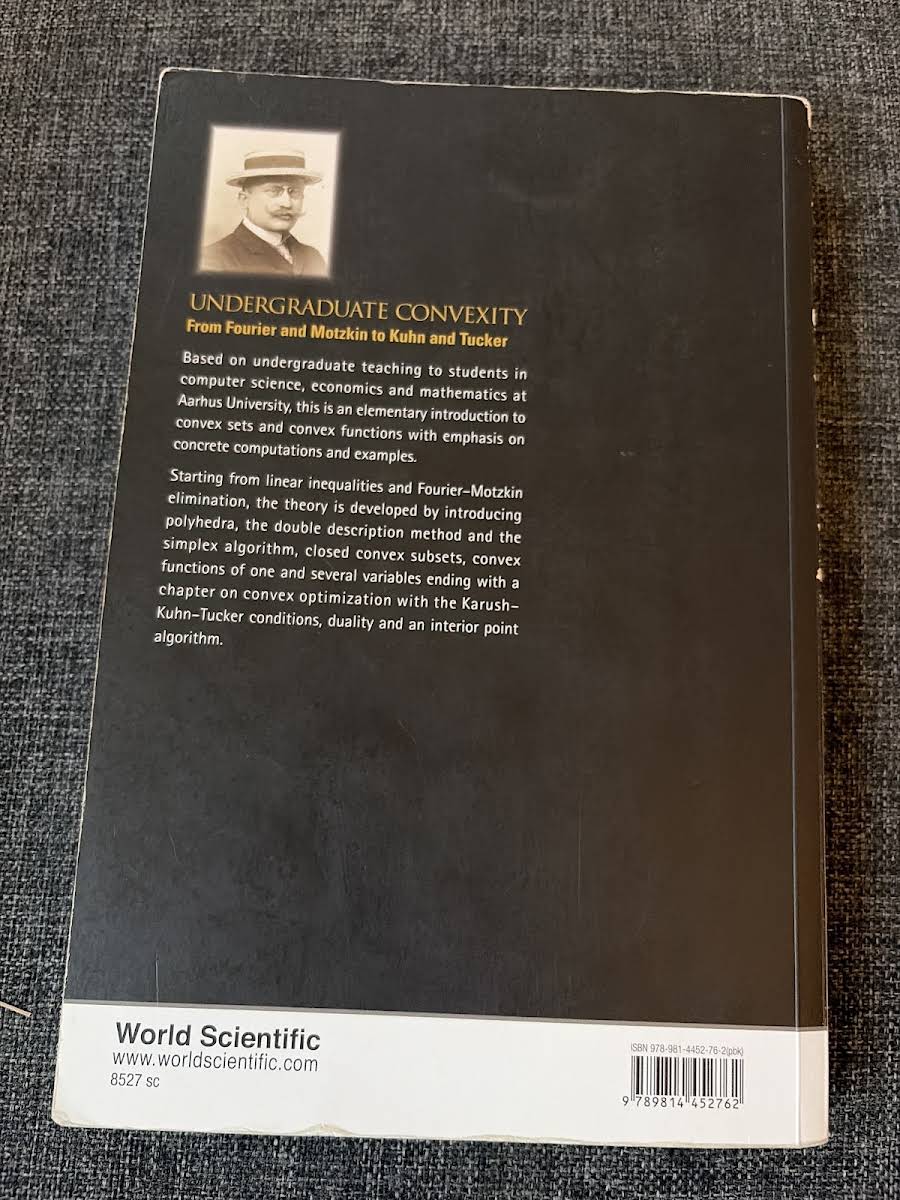 UNDERGRADUATE CONVEXITY
From Fourier and Motzkin to Kuhn and Tucker
Based on undergraduate teaching to students in
computer science, economics and mathematics at
Aarhus University, this is an elementary introduction to
convex sets and convex functions with emphasis on
concrete computations and examples.
Starting from linear inequalities and Fourier–Motzkin
elimination, the theory is developed by introducing
polyhedra, the double description method and the
simplex algorithm, closed convex subsets, convex
functions of one and several variables ending with a
chapter on convex optimization with the Karush–
Kuhn–Tucker conditions, duality and an interior point
algorithm.
World Scientific
www.worldscientific.com
8527 sc
ISBN 978-981-4452-76-2(pbk)
9 789814 452762